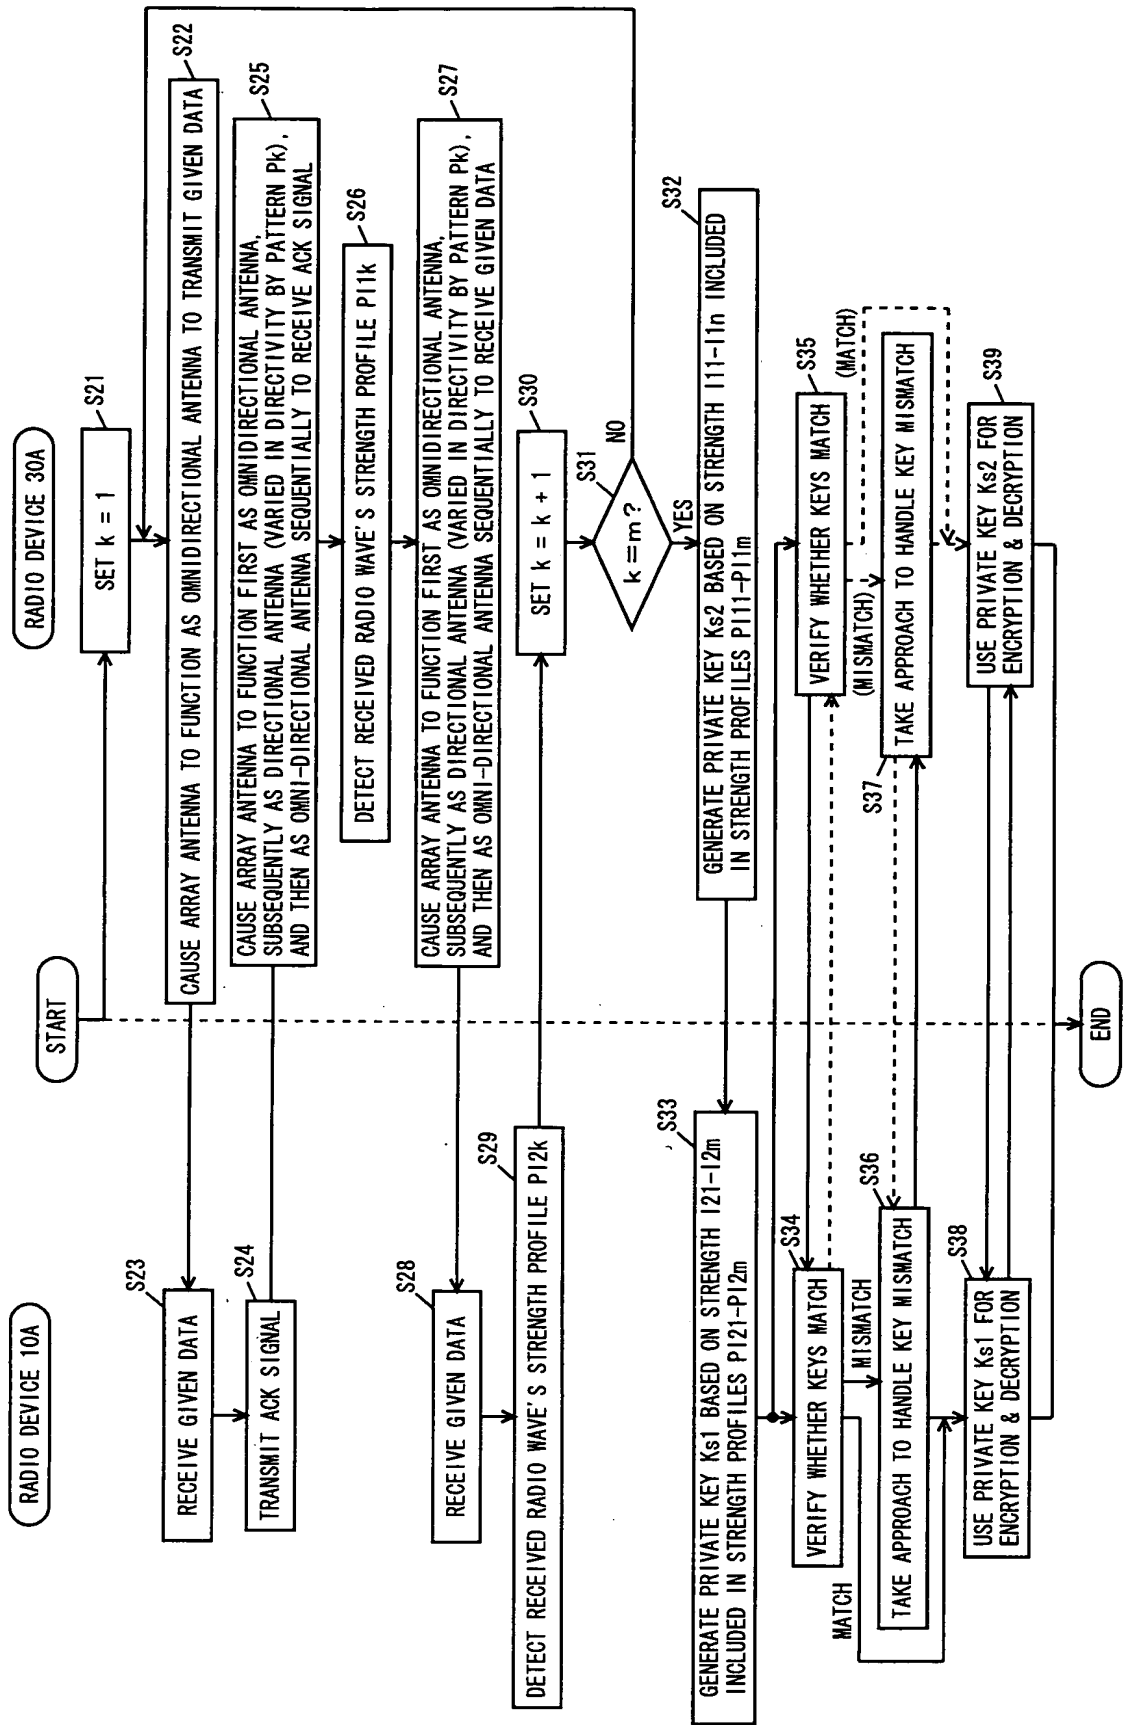 RADIO DEVICE 10A
START
RADIO DEVICE 30A
S21
SET k = 1
S22
CAUSE ARRAY ANTENNA TO FUNCTION AS OMNIDIRECTIONAL ANTENNA TO TRANSMIT GIVEN DATA
S23
RECEIVE GIVEN DATA
S24
TRANSMIT ACK SIGNAL
S25
CAUSE ARRAY ANTENNA TO FUNCTION FIRST AS OMNIDIRECTIONAL ANTENNA,
SUBSEQUENTLY AS DIRECTIONAL ANTENNA (VARIED IN DIRECTIVITY BY PATTERN Pk),
AND THEN AS OMNI-DIRECTIONAL ANTENNA SEQUENTIALLY TO RECEIVE ACK SIGNAL
S26
DETECT RECEIVED RADIO WAVE'S STRENGTH PROFILE PI1k
S27
CAUSE ARRAY ANTENNA TO FUNCTION FIRST AS OMNIDIRECTIONAL ANTENNA,
SUBSEQUENTLY AS DIRECTIONAL ANTENNA (VARIED IN DIRECTIVITY BY PATTERN Pk),
AND THEN AS OMNI-DIRECTIONAL ANTENNA SEQUENTIALLY TO RECEIVE GIVEN DATA
S28
RECEIVE GIVEN DATA
S29
DETECT RECEIVED RADIO WAVE'S STRENGTH PROFILE PI2k
S30
SET k = k + 1
S31
k=m?
NO
YES
S32
GENERATE PRIVATE KEY Ks2 BASED ON STRENGTH I11-I1n INCLUDED
IN STRENGTH PROFILES PI11-PI1m
S33
GENERATE PRIVATE KEY Ks1 BASED ON STRENGTH I21-I2m
INCLUDED IN STRENGTH PROFILES PI21-PI2m
S34
VERIFY WHETHER KEYS MATCH
S35
VERIFY WHETHER KEYS MATCH
MATCH
MISMATCH
(MISMATCH)
(MATCH)
S36
TAKE APPROACH TO HANDLE KEY MISMATCH
S37
TAKE APPROACH TO HANDLE KEY MISMATCH
S38
USE PRIVATE KEY Ks1 FOR
ENCRYPTION & DECRYPTION
S39
USE PRIVATE KEY Ks2 FOR
ENCRYPTION & DECRYPTION
END